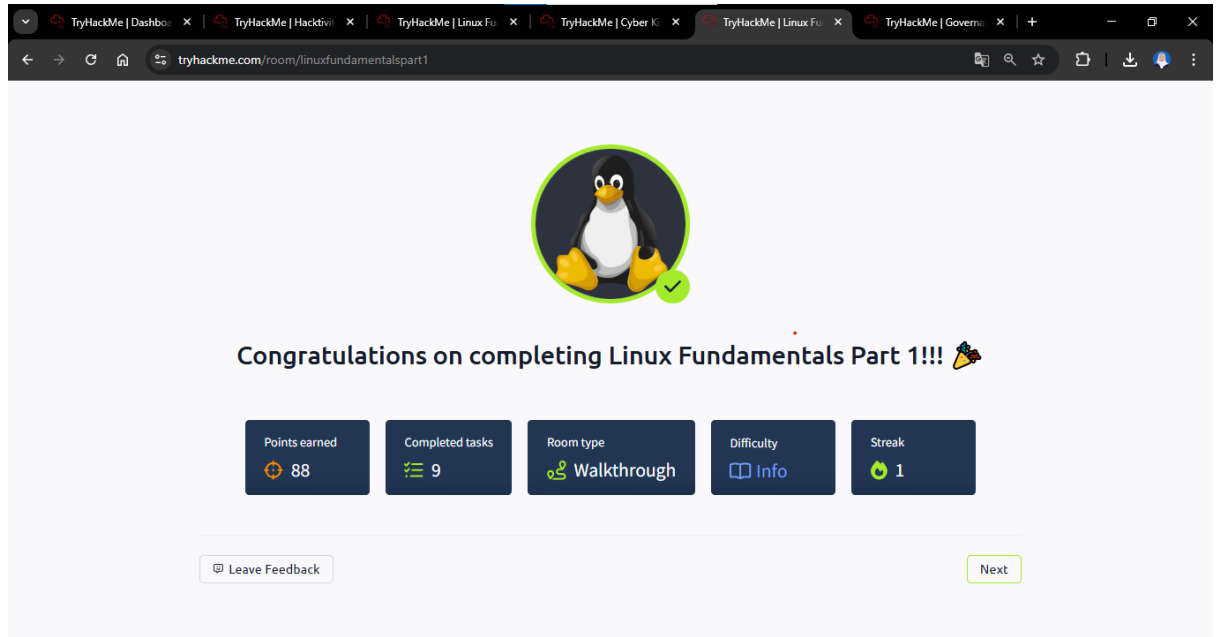 TryHackMe | Dashboa
TryHackMe | Hacktivit
TryHackMe | Linux Fu
TryHackMe | Cyber Ki
TryHackMe | Linux Fu
TryHackMe | Governa
tryhackme.com/room/linuxfundamentalspart1
Congratulations on completing Linux Fundamentals Part 1!!! 🎉
Points earned
88
Completed tasks
9
Room type
Walkthrough
Difficulty
Info
Streak
1
Leave Feedback
Next